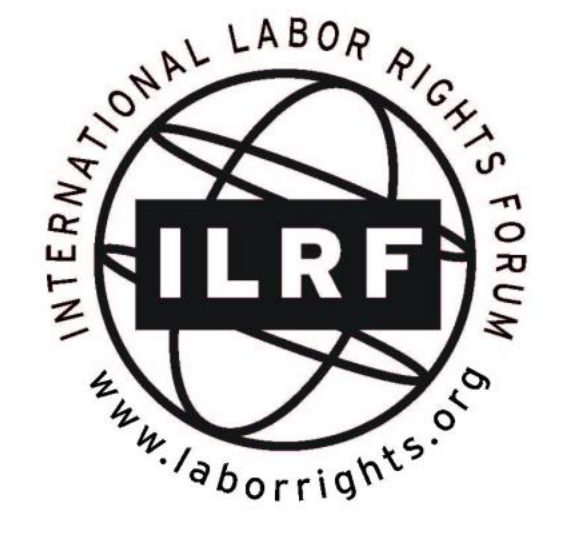 INTERNATIONAL LABOR RIGHTS FORUM
ILRF
www.laborrights.org